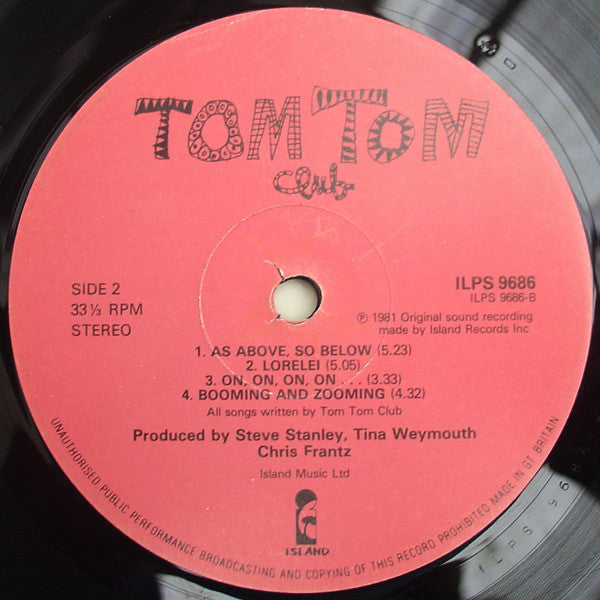 TOM TOM
Club
SIDE 2
33⅓ RPM
STEREO
ILPS 9686
ILPS 9686-B
℗ 1981 Original sound recording
made by Island Records Inc
1. AS ABOVE, SO BELOW (5.23)
2. LORELEI (5.05)
3. ON, ON, ON, ON . . . (3.33)
4. BOOMING AND ZOOMING (4.32)
All songs written by Tom Tom Club
Produced by Steve Stanley, Tina Weymouth
Chris Frantz
Island Music Ltd
ISLAND
UNAUTHORISED PUBLIC PERFORMANCE BROADCASTING AND COPYING OF THIS RECORD PROHIBITED MADE IN GT BRITAIN